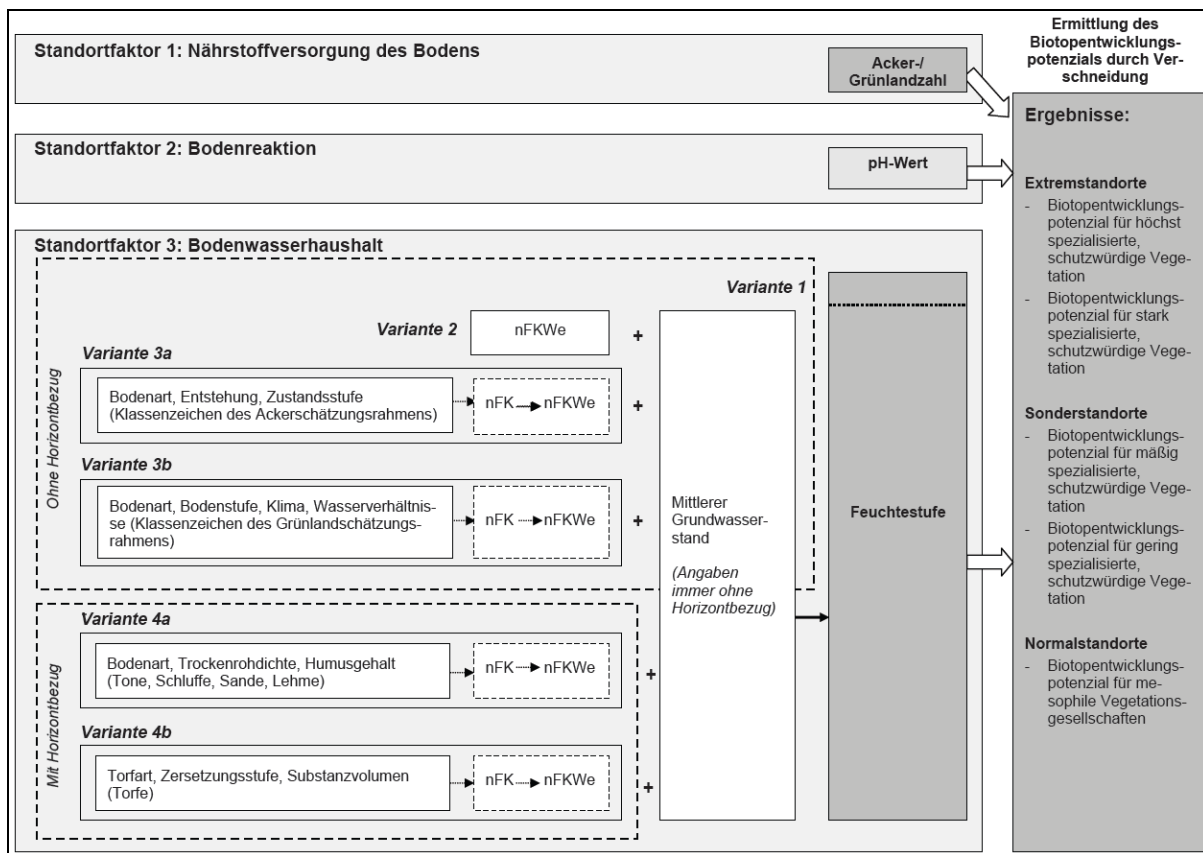 Standortfaktor 1: Nährstoffversorgung des Bodens
Acker-/
Grünlandzahl
Standortfaktor 2: Bodenreaktion
pH-Wert
Standortfaktor 3: Bodenwasserhaushalt
Variante 1
Variante 2
nFKWe
+
Ohne Horizontbezug
Variante 3a
Bodenart, Entstehung, Zustandsstufe
(Klassenzeichen des Ackerschätzungsrahmens)
nFK
nFKWe
+
Variante 3b
Bodenart, Bodenstufe, Klima, Wasserverhältnis-
se (Klassenzeichen des Grünlandschätzungs-
rahmens)
nFK
nFKWe
+
Mit Horizontbezug
Variante 4a
Bodenart, Trockenrohdichte, Humusgehalt
(Tone, Schluffe, Sande, Lehme)
nFK
nFKWe
+
Variante 4b
Torfart, Zersetzungsstufe, Substanzvolumen
(Torfe)
nFK
nFKWe
+
Mittlerer
Grundwasser-
stand
(Angaben
immer ohne
Horizontbezug)
Feuchtestufe
Ermittlung des
Biotopentwicklungs-
potenzials durch Ver-
schneidung
Ergebnisse:
Extremstandorte
- Biotopentwicklungs-
potenzial für höchst
spezialisierte,
schutzwürdige Vege-
tation
- Biotopentwicklungs-
potenzial für stark
spezialisierte,
schutzwürdige Vege-
tation
Sonderstandorte
- Biotopentwicklungs-
potenzial für mäßig
spezialisierte,
schutzwürdige Vege-
tation
- Biotopentwicklungs-
potenzial für gering
spezialisierte,
schutzwürdige Vege-
tation
Normalstandorte
- Biotopentwicklungs-
potenzial für me-
sophile Vegetations-
gesellschaften